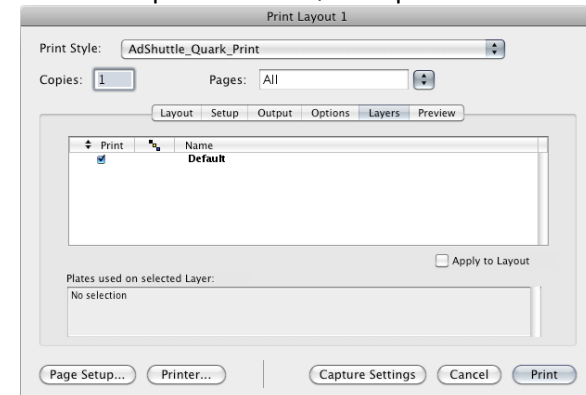 Print Layout 1
Print Style: AdShuttle_Quark_Print
Copies: 1 Pages: All
Layout Setup Output Options Layers Preview
Print Name
Default
Apply to Layout
Plates used on selected Layer:
No selection
Page Setup... Printer... Capture Settings Cancel Print